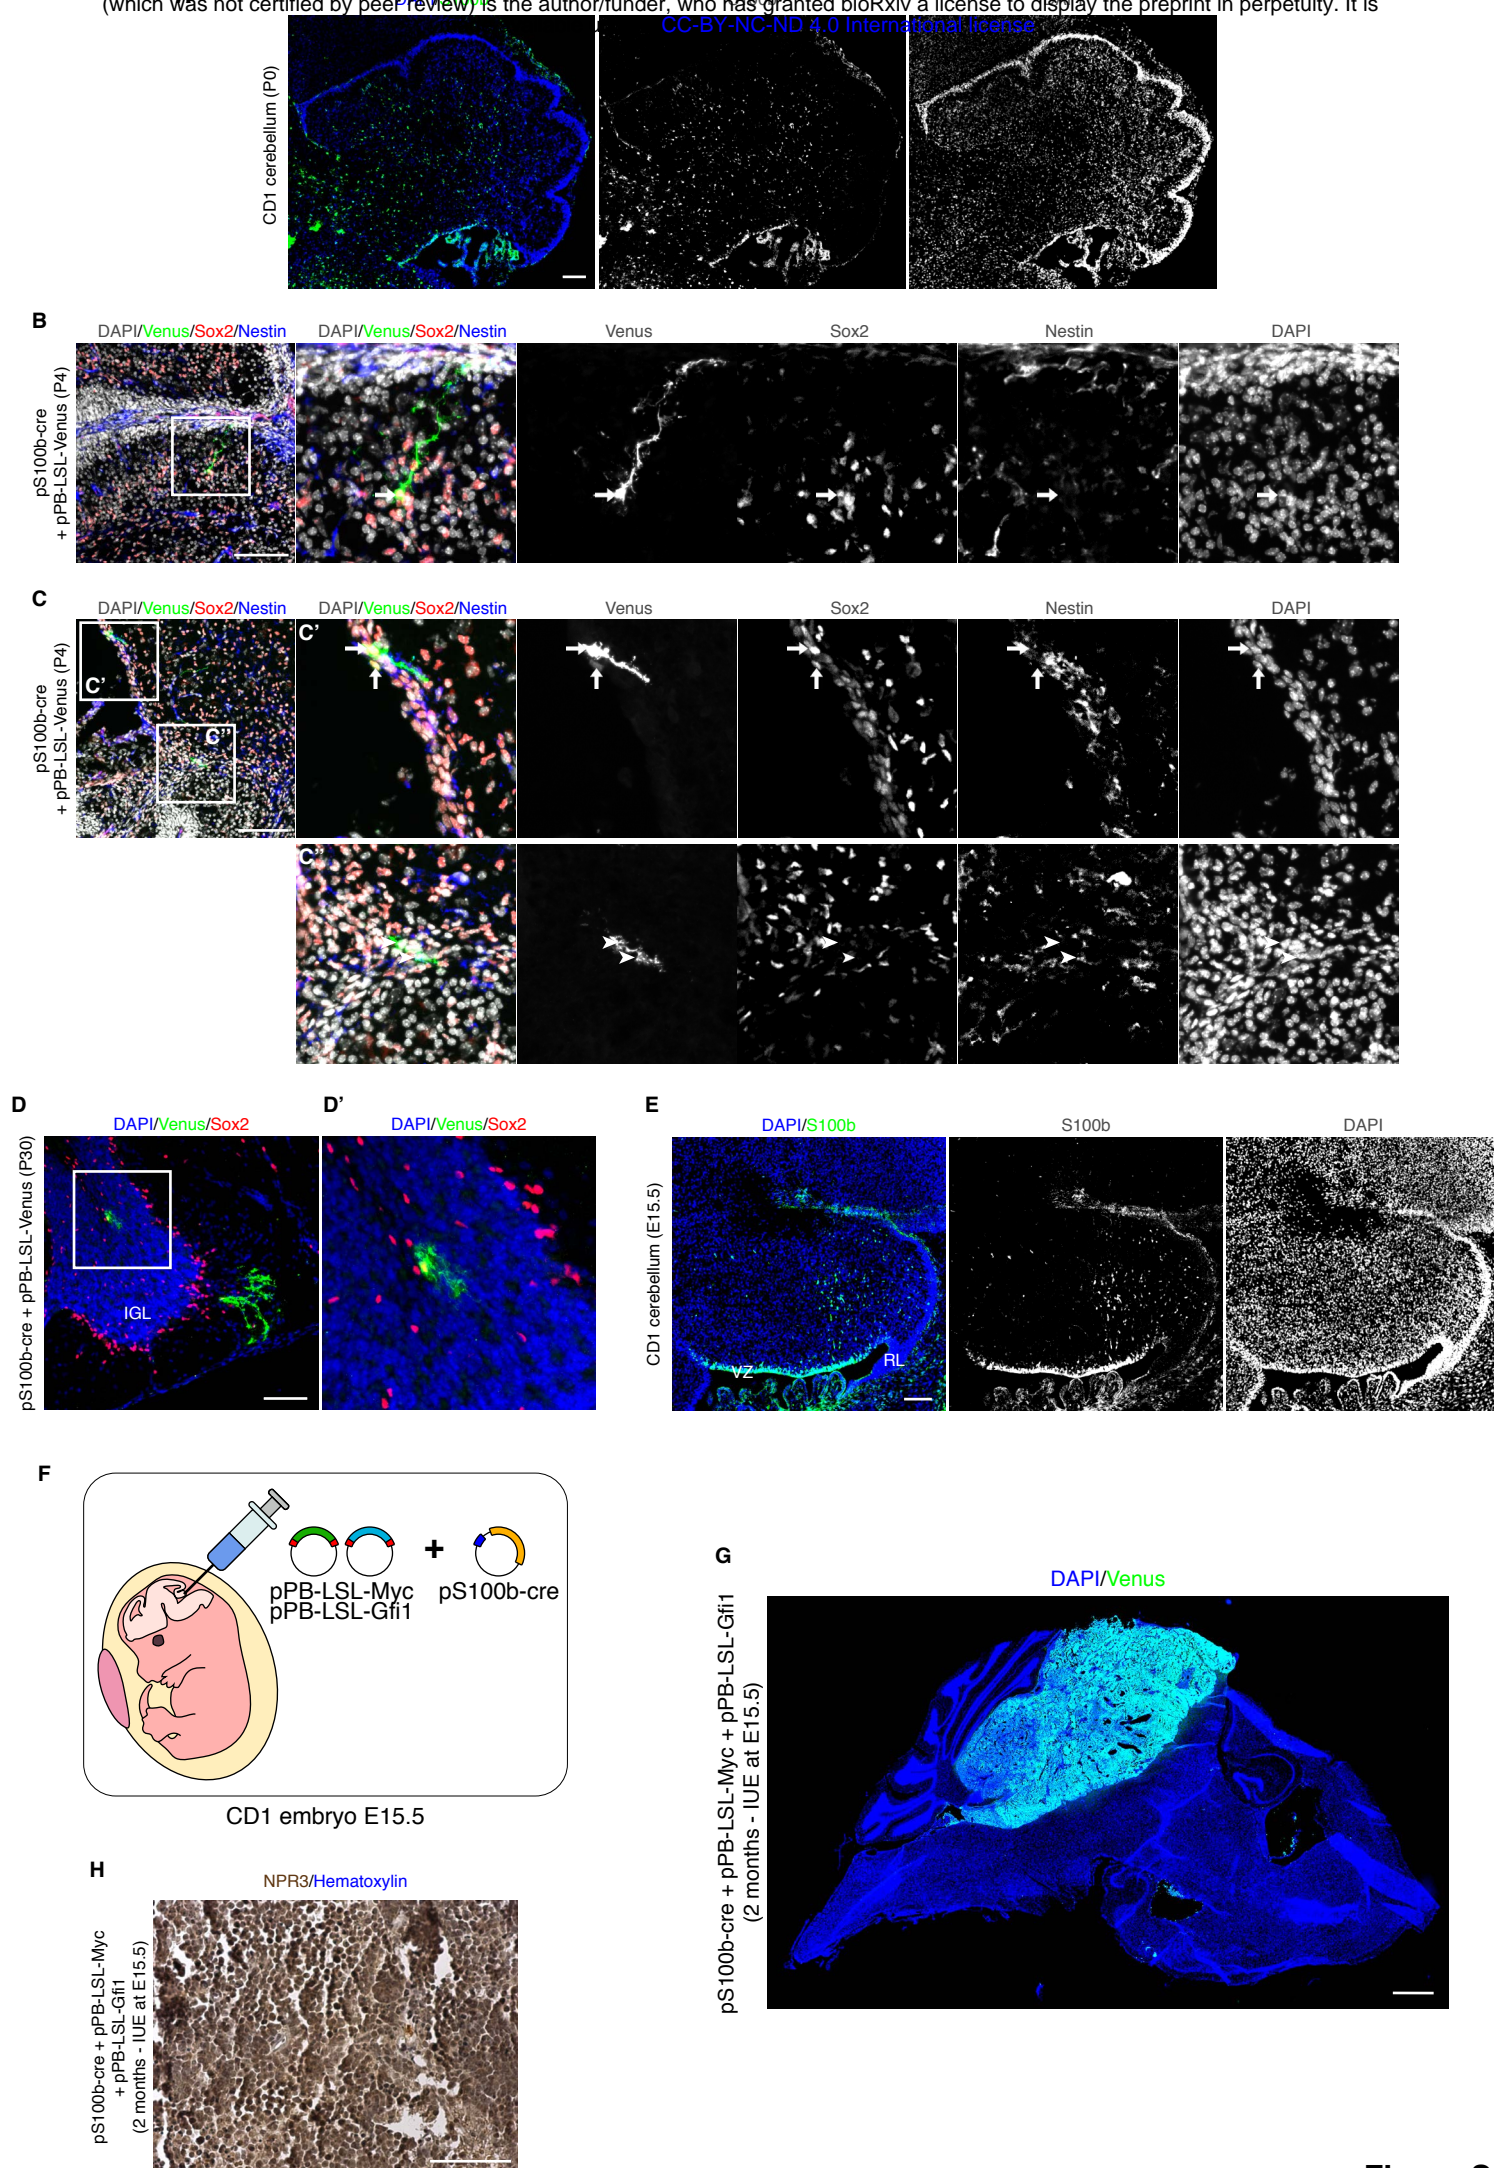 (which was not certified by peer review) is the author/funder, who has granted bioRxiv a license to display the preprint in perpetuity. It is
CC-BY-NC-ND 4.0 International license
CD1 cerebellum (P0)
B
DAPI/Venus/Sox2/Nestin
DAPI/Venus/Sox2/Nestin
Venus
Sox2
Nestin
DAPI
pS100b-cre
+ pPB-LSL-Venus (P4)
C
DAPI/Venus/Sox2/Nestin
DAPI/Venus/Sox2/Nestin
Venus
Sox2
Nestin
DAPI
pS100b-cre
+ pPB-LSL-Venus (P4)
C'
C''
C'
C''
D
D'
E
DAPI/Venus/Sox2
DAPI/Venus/Sox2
DAPI/S100b
S100b
DAPI
pS100b-cre + pPB-LSL-Venus (P30)
IGL
CD1 cerebellum (E15.5)
VZ
RL
F
+
pPB-LSL-Myc
pPB-LSL-Gfi1
pS100b-cre
CD1 embryo E15.5
G
DAPI/Venus
pS100b-cre + pPB-LSL-Myc + pPB-LSL-Gfi1
(2 months - IUE at E15.5)
H
NPR3/Hematoxylin
pS100b-cre + pPB-LSL-Myc
+ pPB-LSL-Gfi1
(2 months - IUE at E15.5)